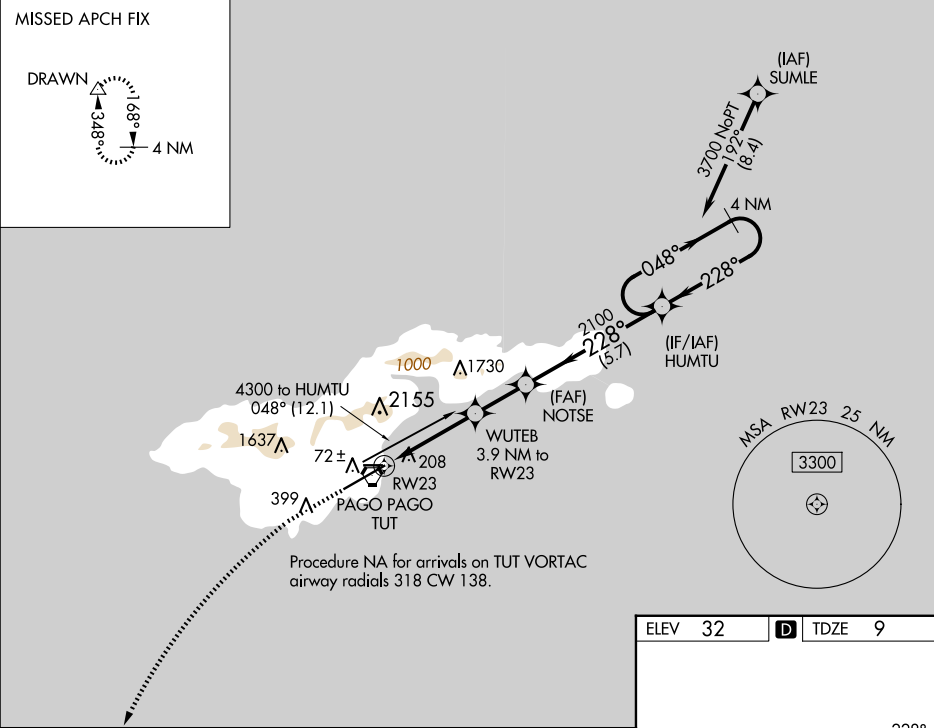 MISSED APCH FIX
DRAWN
168°
348°
4 NM
(IAF)
SUMLE
3700 NoPT
192°
(8.4)
4 NM
048°
228°
2100
228°
(5.7)
(IF/IAF)
HUMTU
1000
1730
4300 to HUMTU
048° (12.1)
2155
(FAF)
NOTSE
1637
WUTEB
3.9 NM to
RW23
72±
208
RW23
399
PAGO PAGO
TUT
MSA RW23 25 NM
3300
Procedure NA for arrivals on TUT VORTAC
airway radials 318 CW 138.
ELEV 32
D
TDZE 9